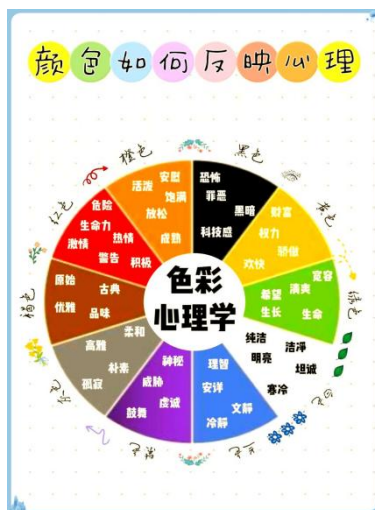 颜色如何反映心理
黑色
恐怖
罪恶
黑暗
科技感
黄色
财富
权力
骄傲
欢快
绿色
宽容
清爽
希望
生长
生命
白色
纯洁
洁净
明亮
坦诚
寒冷
理智
安详
文静
冷静
紫色
神秘
威胁
虔诚
鼓舞
柔和
高雅
朴素
孤寂
褐色
原始
古典
优雅
品味
红色
危险
生命力
热情
激情
警告
积极
橙色
安慰
活泼
饱满
放松
成熟
色彩
心理学